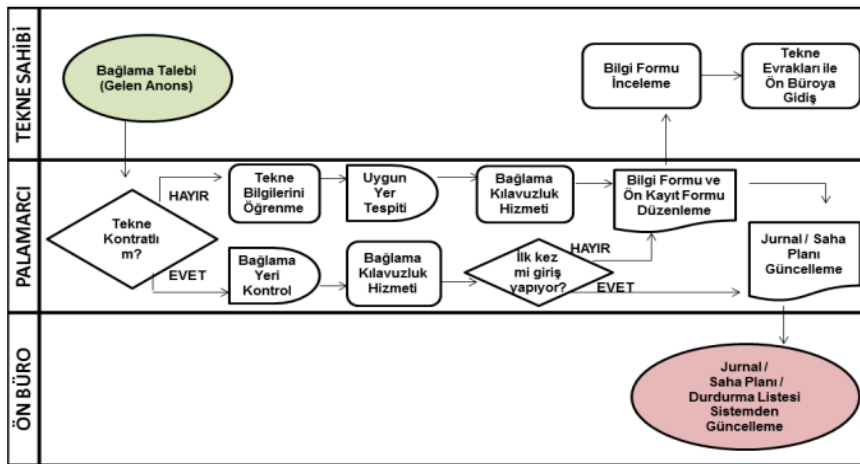 TEKNE SAHİBİ
Bağlama Talebi
(Gelen Anons)
Bilgi Formu
İnceleme
Tekne
Evrakları ile
Ön Büroya
Gidiş
PALAMARCI
Tekne
Kontratlı
m?
HAYIR
Tekne
Bilgilerini
Öğrenme
Uygun
Yer
Tespiti
Bağlama
Kılavuzluk
Hizmeti
Bilgi Formu ve
Ön Kayıt Formu
Düzenleme
EVET
Bağlama
Yeri
Kontrol
Bağlama
Kılavuzluk
Hizmeti
İlk kez
mi giriş
yapıyor?
HAYIR
EVET
Jurnal / Saha
Planı
Güncelleme
ÖN BÜRO
Jurnal /
Saha Planı /
Durdurma Listesi
Sistemden
Güncelleme